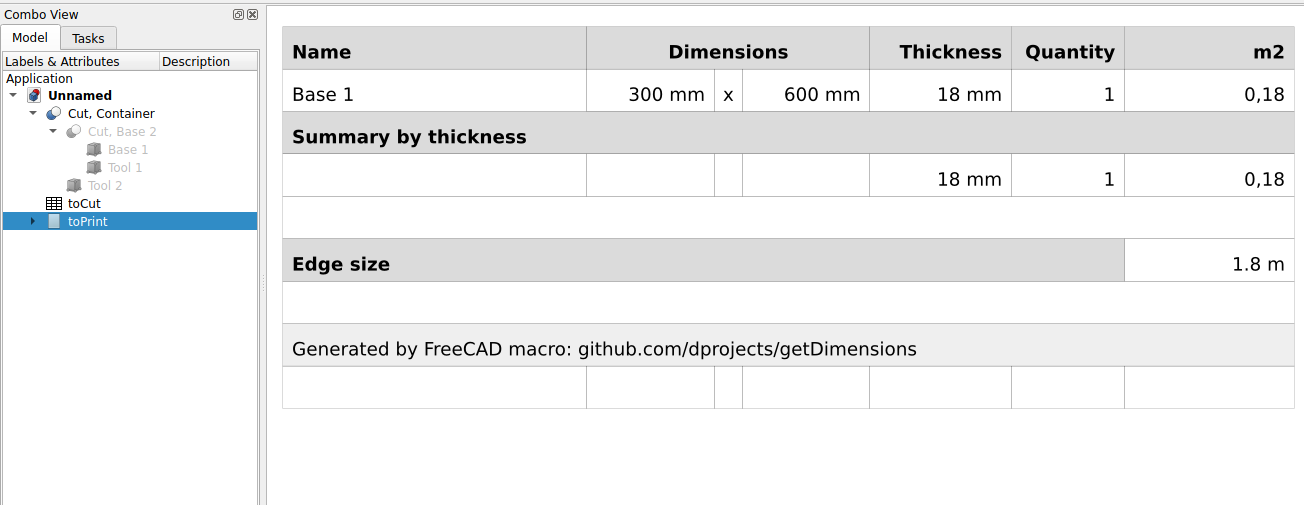 Combo View
Model Tasks
Labels & Attributes Description
Application
Unnamed
Cut, Container
Cut, Base 2
Base 1
Tool 1
Tool 2
toCut
toPrint
Name Dimensions Thickness Quantity m2
Base 1 300 mm x 600 mm 18 mm 1 0,18
Summary by thickness
18 mm 1 0,18
Edge size 1.8 m
Generated by FreeCAD macro: github.com/dprojects/getDimensions